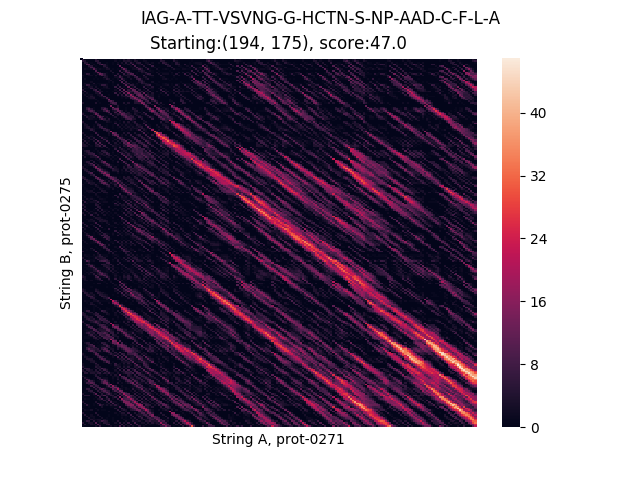 IAG-A-TT-VSVNG-G-HCTN-S-NP-AAD-C-F-L-A
Starting:(194, 175), score:47.0
String B, prot-0275
String A, prot-0271
40
32
24
16
8
0